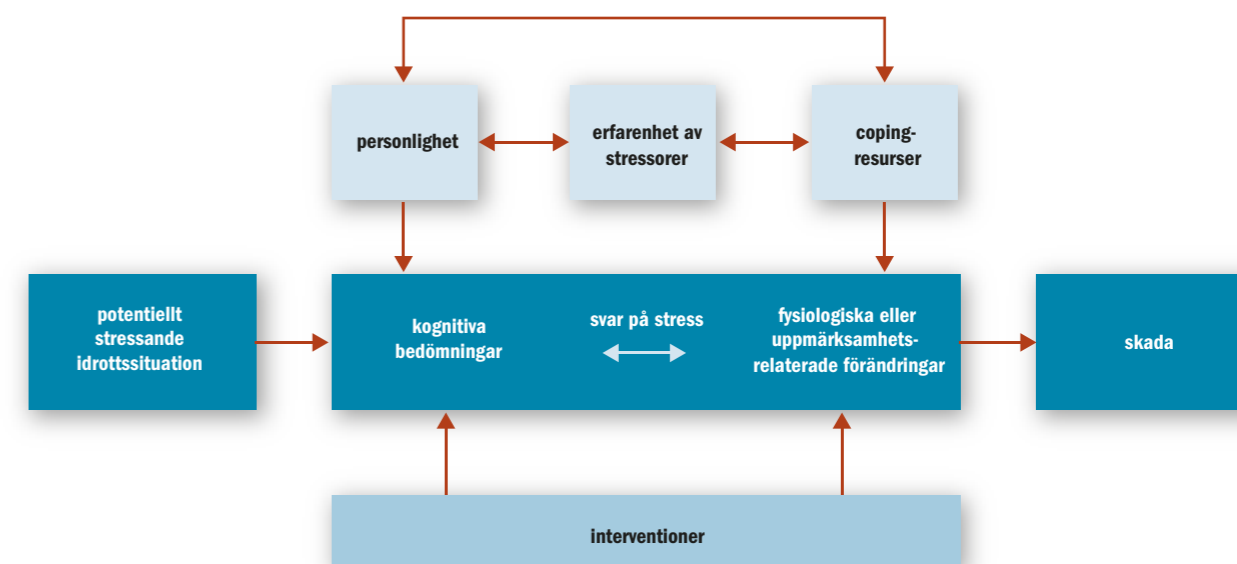 personlighet
erfarenhet av
stressorer
coping-
resurser
potentiellt
stressande
idrottssituation
kognitiva
bedömningar
svar på stress
fysiologiska eller
uppmärksamhets-
relaterade förändringar
skada
interventioner